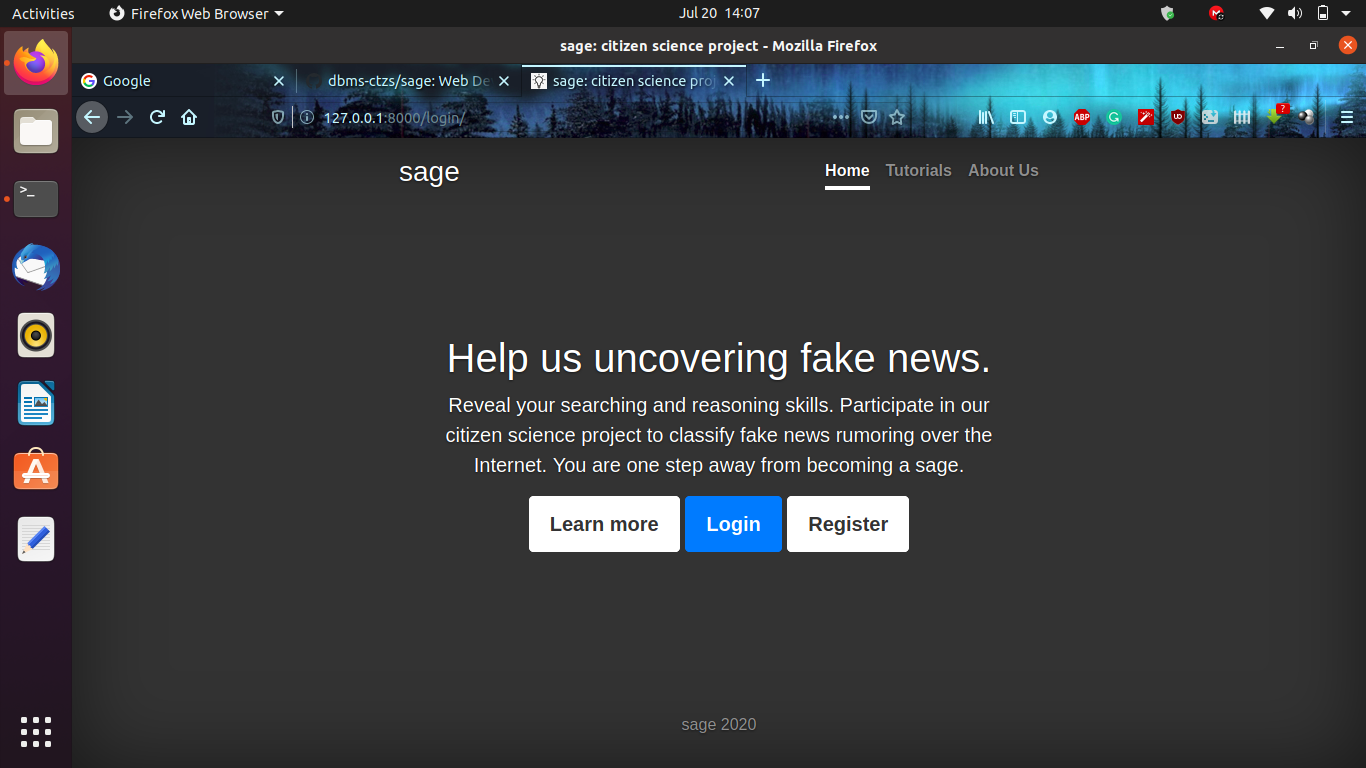 Activities
Firefox Web Browser
Jul 20 14:07
sage: citizen science project - Mozilla Firefox
Google
dbms-ctzs/sage: Web De
sage: citizen science pro
127.0.0.1:8000/login/
ABP
sage
Home
Tutorials
About Us
Help us uncovering fake news.
Reveal your searching and reasoning skills. Participate in our
citizen science project to classify fake news rumoring over the
Internet. You are one step away from becoming a sage.
Learn more
Login
Register
sage 2020